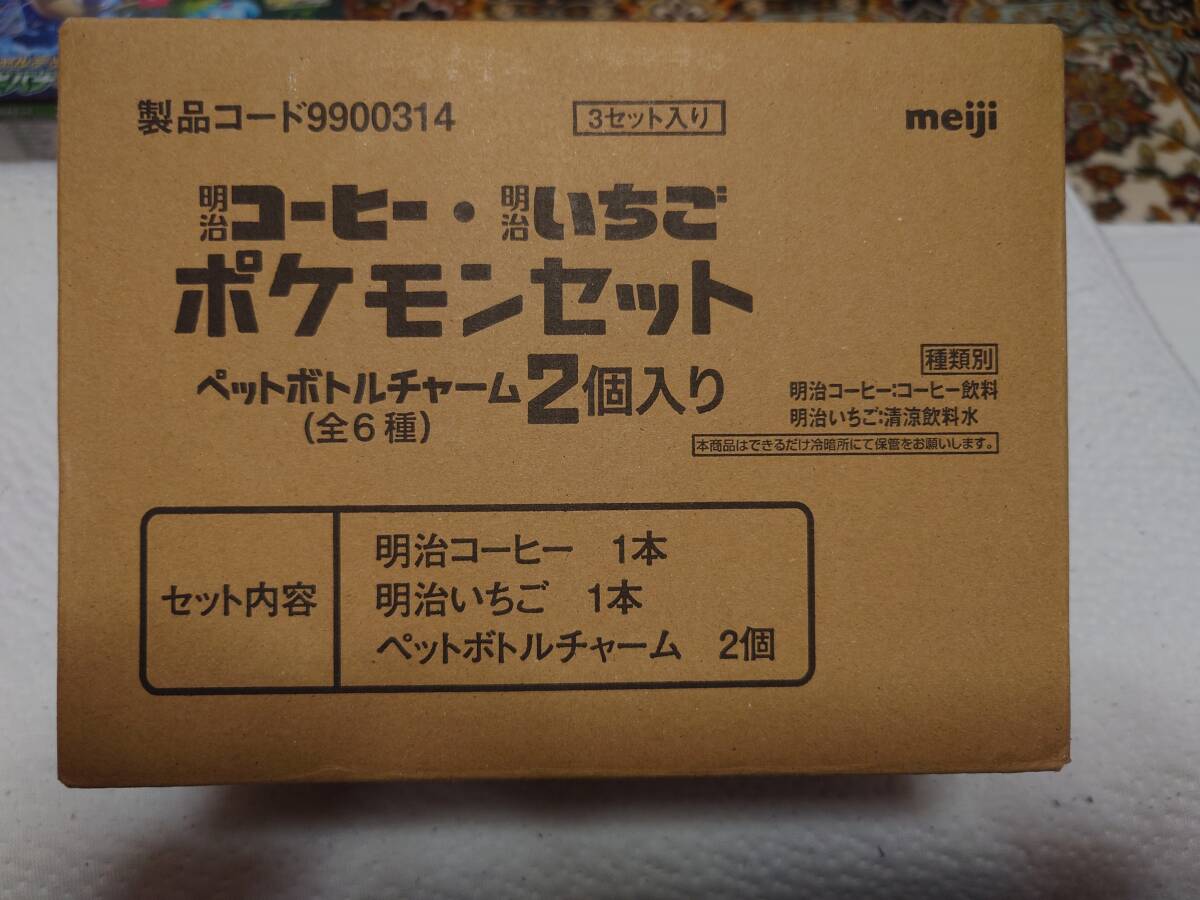 製品コード9900314
3セット入り
meiji
明治コーヒー・明治いちご
ポケモンセット
ペットボトルチャーム2個入り
(全6種)
種類別
明治コーヒー:コーヒー飲料
明治いちご:清涼飲料水
本商品はできるだけ冷暗所にて保管をお願いします。
セット内容
明治コーヒー 1本
明治いちご 1本
ペットボトルチャーム 2個